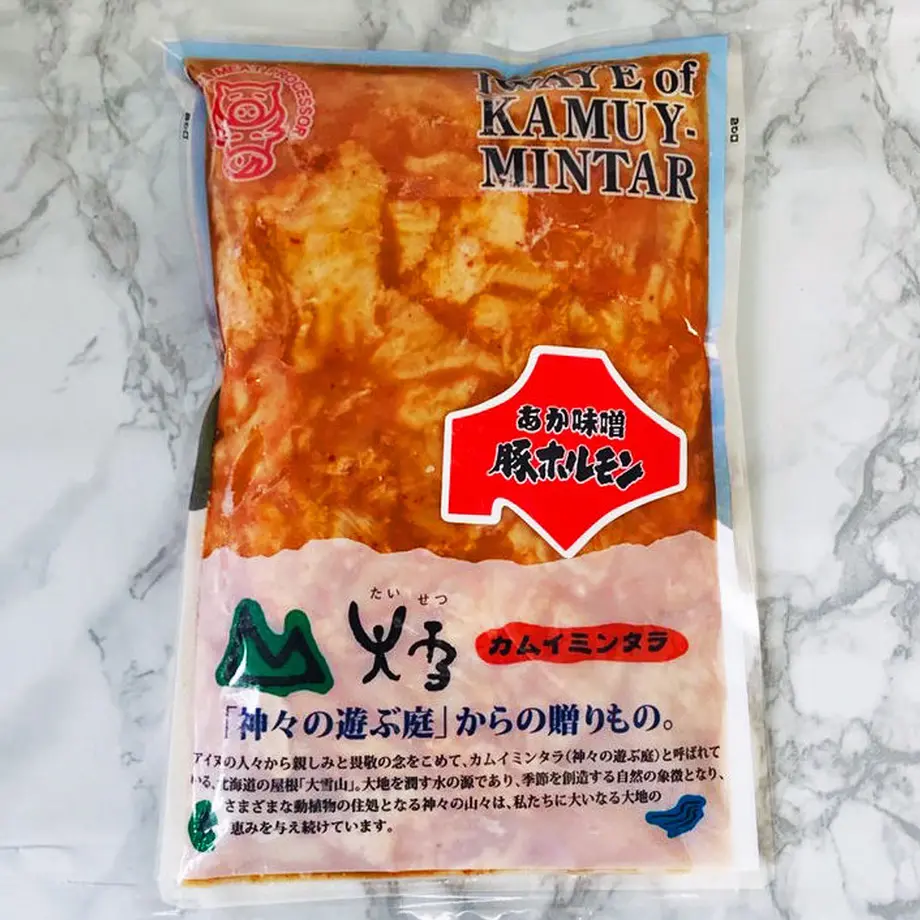 MEAT PROCESSOR
KAMUY-
MINTAR
あか味噌
豚ホルモン
たい せつ
大雪
カムイミンタラ
「神々の遊ぶ庭」からの贈りもの。
アイヌの人々から親しみと畏敬の念をこめて、カムイミンタラ(神々の遊ぶ庭)と呼ばれて
いる、北海道の屋根「大雪山」。大地を潤す水の源であり、季節を創造する自然の象徴となり、
さまざまな動植物の住処となる神々の山々は、私たちに大いなる大地の
恵みを与え続けています。